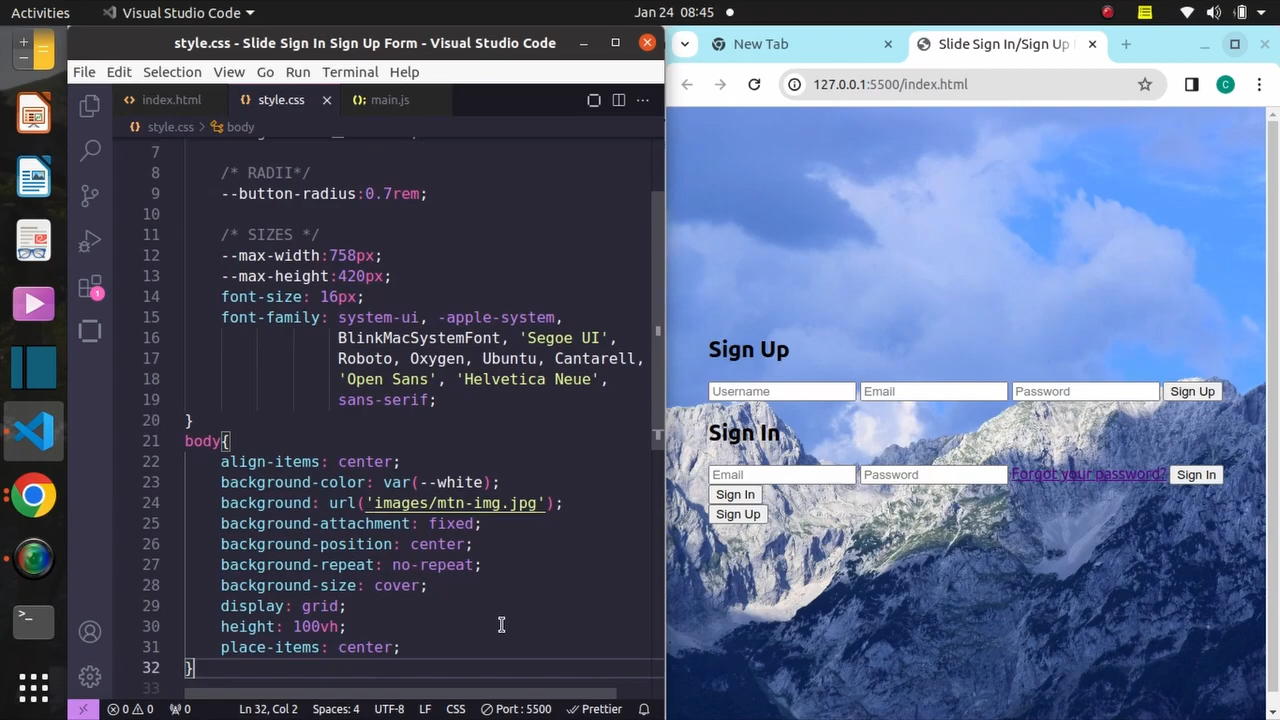 Activities
Visual Studio Code
Jan 24 08:45
style.css - Slide Sign In Sign Up Form - Visual Studio Code
File Edit Selection View Go Run Terminal Help
index.html
style.css
main.js
style.css > body
7
8 /* RADII*/
9 --button-radius:0.7rem;
10
11 /* SIZES */
12 --max-width:758px;
13 --max-height:420px;
14 font-size: 16px;
15 font-family: system-ui, -apple-system,
16 BlinkMacSystemFont, 'Segoe UI',
17 Roboto, Oxygen, Ubuntu, Cantarell,
18 'Open Sans', 'Helvetica Neue',
19 sans-serif;
20 }
21 body{
22 align-items: center;
23 background-color: var(--white);
24 background: url('images/mtn-img.jpg');
25 background-attachment: fixed;
26 background-position: center;
27 background-repeat: no-repeat;
28 background-size: cover;
29 display: grid;
30 height: 100vh;
31 place-items: center;
32 }
33
1
0 0 0 Ln 32, Col 2 Spaces: 4 UTF-8 LF CSS Port : 5500 Prettier
New Tab
Slide Sign In/Sign Up
127.0.0.1:5500/index.html
C
Sign Up
Username Email Password Sign Up
Sign In
Email Password Forgot your password? Sign In
Sign In
Sign Up